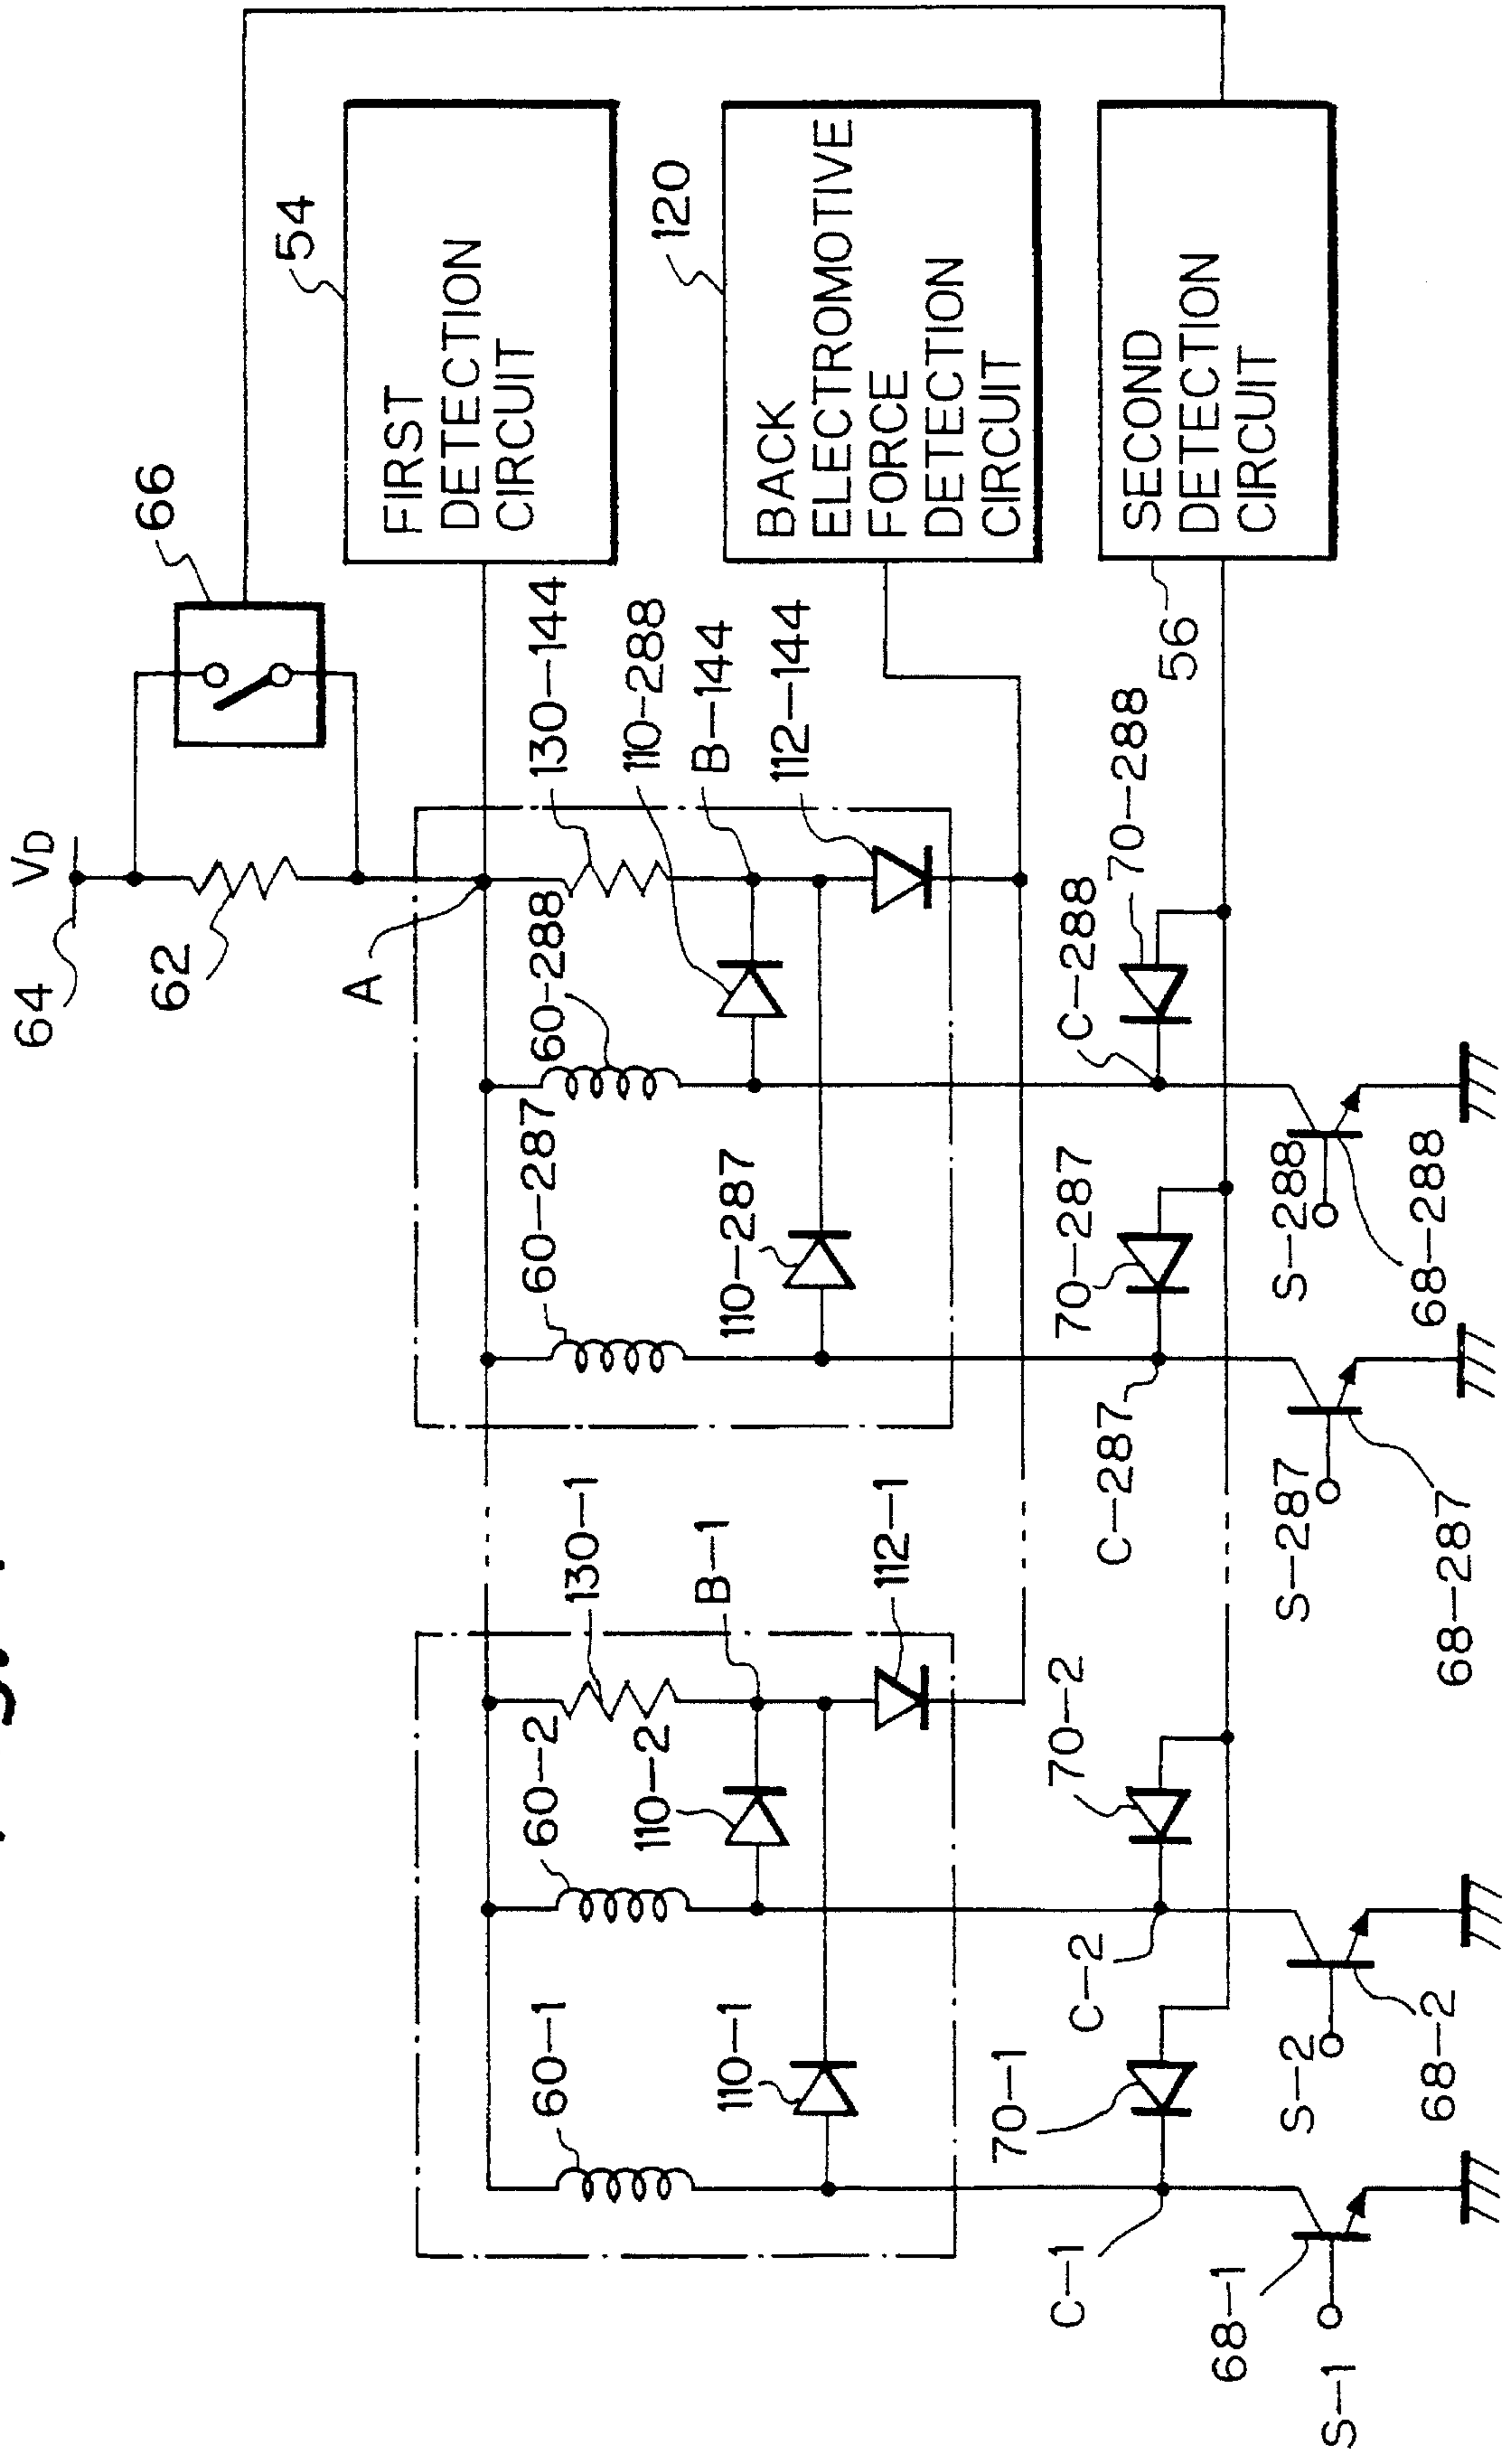 VD
64
62
66
A
54
FIRST
DETECTION
CIRCUIT
120
BACK
ELECTROMOTIVE
FORCE
DETECTION
CIRCUIT
SECOND
DETECTION
CIRCUIT
56
60-1
110-1
60-2
110-2
130-1
B-1
112-1
60-287
110-287
60-288
130-144
110-288
B-144
112-144
C-1
70-1
C-2
70-2
C-287
70-287
C-288
70-288
S-1
68-1
S-2
68-2
S-287
68-287
S-288
68-288